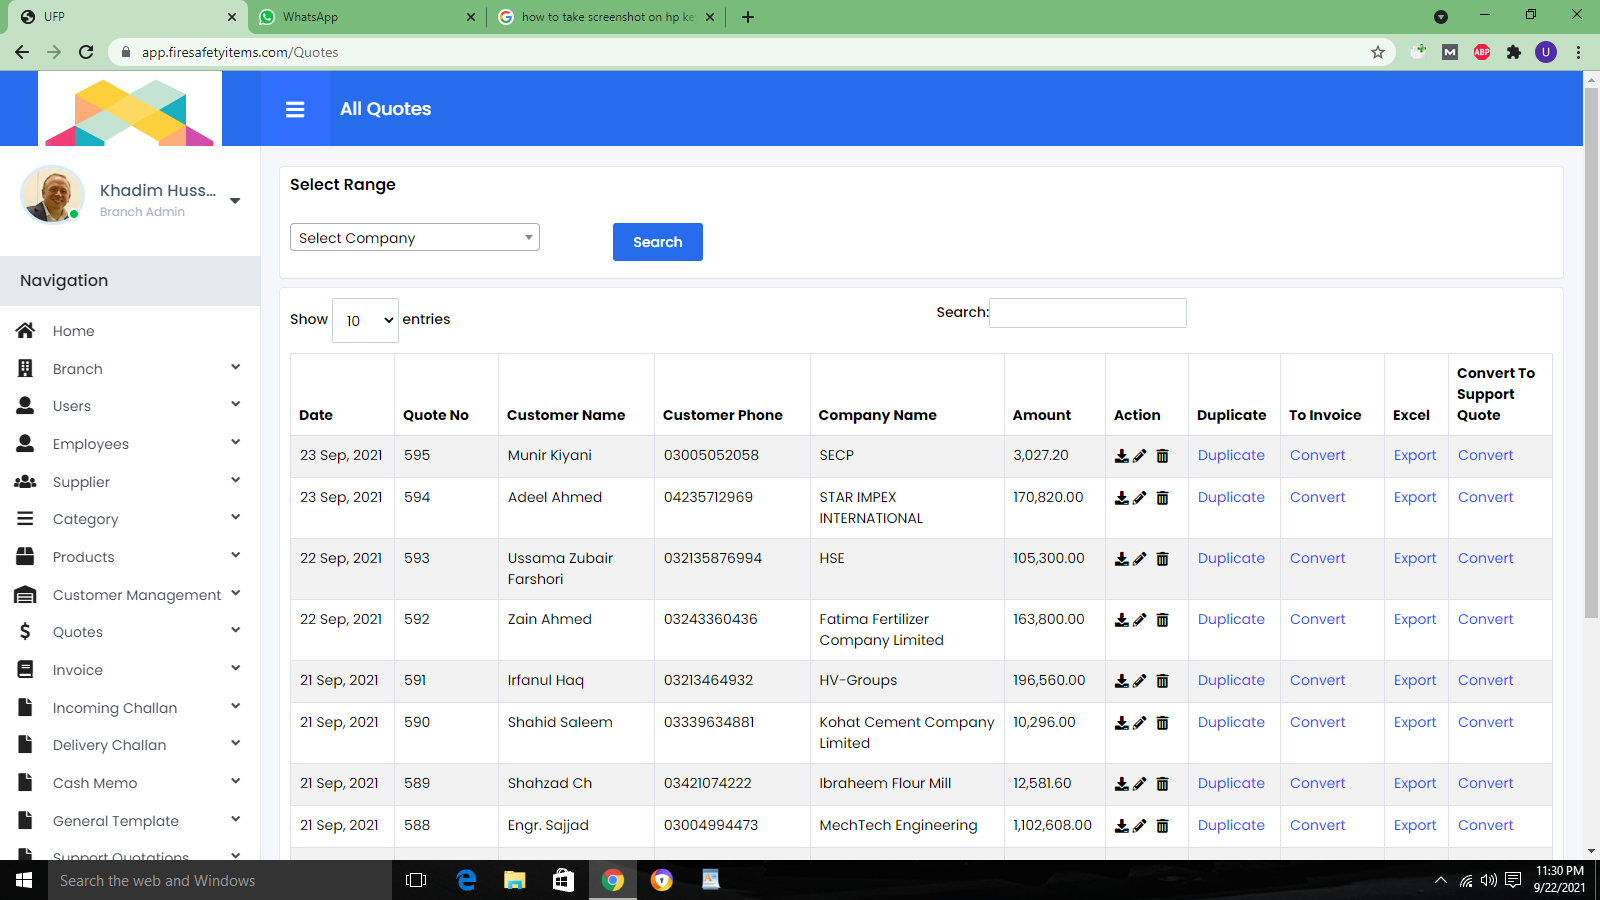 UFP
WhatsApp
how to take screenshot on hp ke
app.firesafetyitems.com/Quotes
M
ABP
U
All Quotes
Khadim Huss...
Branch Admin
Navigation
Home
Branch
Users
Employees
Supplier
Category
Products
Customer Management
Quotes
Invoice
Incoming Challan
Delivery Challan
Cash Memo
General Template
Support Quotations
Select Range
Select Company
Search
Show 10 entries
Search:
Date Quote No Customer Name Customer Phone Company Name Amount Action Duplicate To Invoice Excel Convert To Support Quote
23 Sep, 2021 595 Munir Kiyani 03005052058 SECP 3,027.20 Duplicate Convert Export Convert
23 Sep, 2021 594 Adeel Ahmed 04235712969 STAR IMPEX INTERNATIONAL 170,820.00 Duplicate Convert Export Convert
22 Sep, 2021 593 Ussama Zubair Farshori 032135876994 HSE 105,300.00 Duplicate Convert Export Convert
22 Sep, 2021 592 Zain Ahmed 03243360436 Fatima Fertilizer Company Limited 163,800.00 Duplicate Convert Export Convert
21 Sep, 2021 591 Irfanul Haq 03213464932 HV-Groups 196,560.00 Duplicate Convert Export Convert
21 Sep, 2021 590 Shahid Saleem 03339634881 Kohat Cement Company Limited 10,296.00 Duplicate Convert Export Convert
21 Sep, 2021 589 Shahzad Ch 03421074222 Ibraheem Flour Mill 12,581.60 Duplicate Convert Export Convert
21 Sep, 2021 588 Engr. Sajjad 03004994473 MechTech Engineering 1,102,608.00 Duplicate Convert Export Convert
Search the web and Windows
11:30 PM
9/22/2021